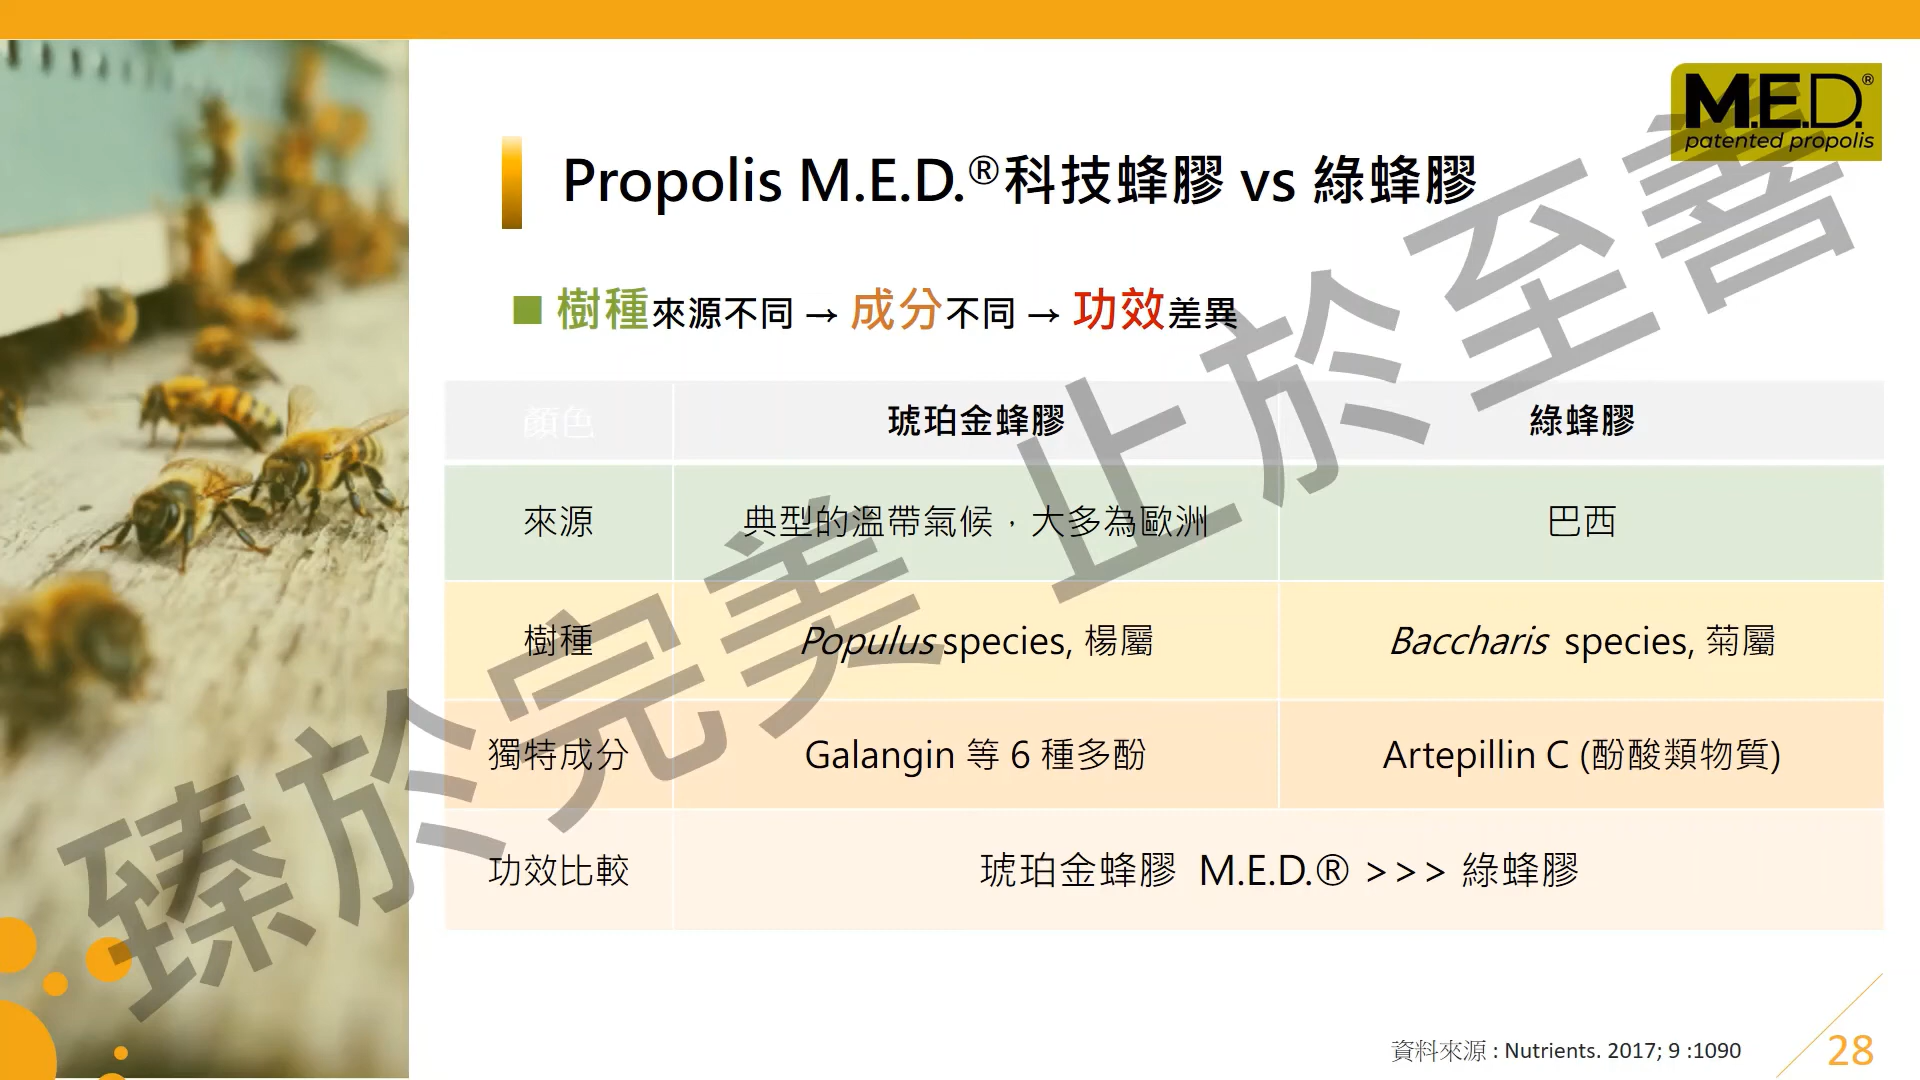 M.E.D.®
patented propolis
Propolis M.E.D.®科技蜂膠 vs 綠蜂膠
■ 樹種來源不同 → 成分不同 → 功效差異
顏色 琥珀金蜂膠 綠蜂膠
來源 典型的溫帶氣候，大多為歐洲 巴西
樹種 Populus species, 楊屬 Baccharis species, 菊屬
獨特成分 Galangin 等 6 種多酚 Artepillin C (酚酸類物質)
功效比較 琥珀金蜂膠 M.E.D.® >>> 綠蜂膠
臻於完美 止於至善
資料來源 : Nutrients. 2017; 9 :1090
28